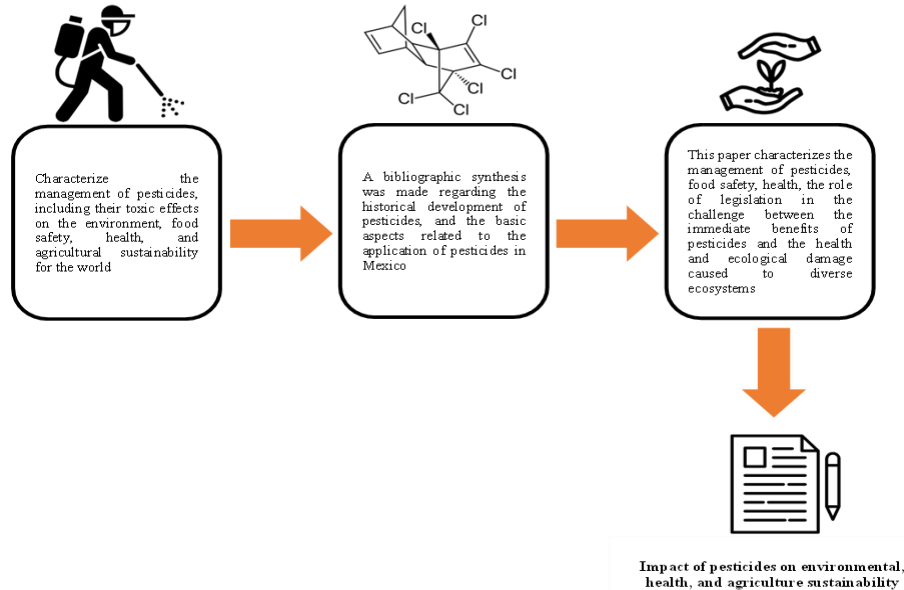 Cl
Cl
Cl
Cl
Cl
Cl
Characterize the
management of pesticides,
including their toxic effects
on the environment, food
safety, health, and
agricultural sustainability
for the world
A bibliographic synthesis
was made regarding the
historical development of
pesticides, and the basic
aspects related to the
application of pesticides in
Mexico
This paper characterizes the
management of pesticides,
food safety, health, the role
of legislation in the
challenge between the
immediate benefits of
pesticides and the health
and ecological damage
caused to diverse
ecosystems
Impact of pesticides on environmental,
health, and agriculture sustainability